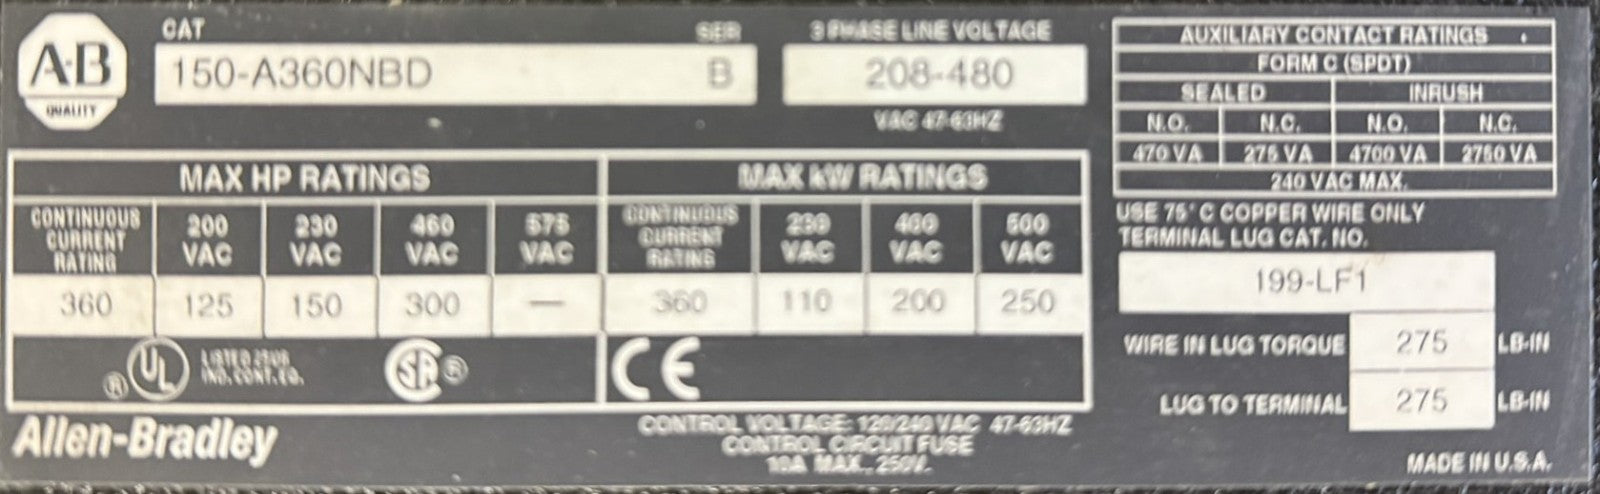 A-B
QUALITY
CAT SER
150-A360NBD B
3 PHASE LINE VOLTAGE
208-480
VAC 47-63HZ
AUXILIARY CONTACT RATINGS
FORM C (SPDT)
SEALED INRUSH
N.O. N.C. N.O. N.C.
470 VA 275 VA 4700 VA 2750 VA
240 VAC MAX.
MAX HP RATINGS
CONTINUOUS CURRENT RATING 200 VAC 230 VAC 460 VAC 575 VAC
360 125 150 300 —
MAX kW RATINGS
CONTINUOUS CURRENT RATING 230 VAC 400 VAC 500 VAC
360 110 200 250
USE 75°C COPPER WIRE ONLY
TERMINAL LUG CAT. NO.
199-LF1
WIRE IN LUG TORQUE 275 LB-IN
LUG TO TERMINAL 275 LB-IN
UL ®
LISTED
IND. CONT. EQ.
SA ®
CE
Allen-Bradley
CONTROL VOLTAGE: 120/240 VAC 47-63HZ
CONTROL CIRCUIT FUSE
10A MAX., 250V.
MADE IN U.S.A.